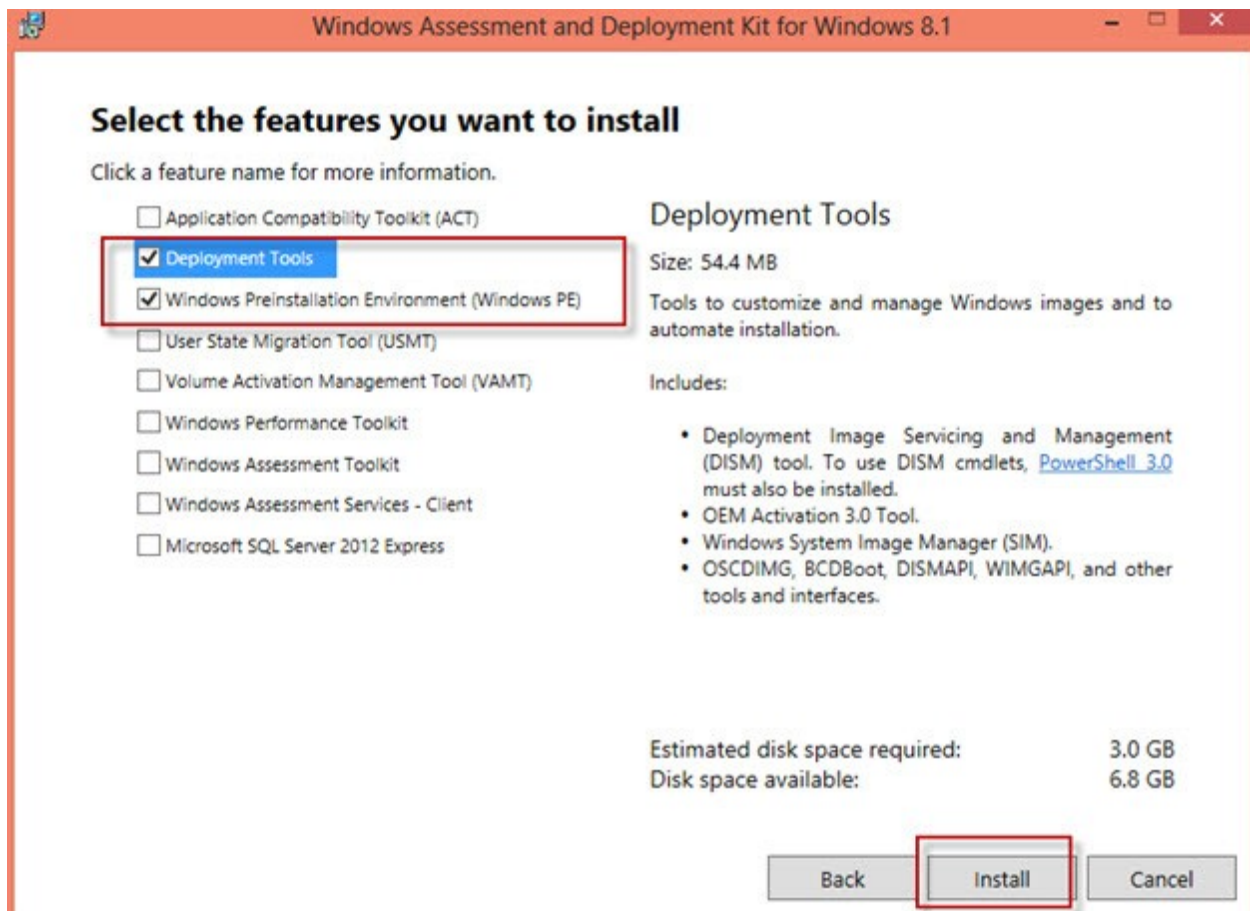 Windows Assessment and Deployment Kit for Windows 8.1
Select the features you want to install
Click a feature name for more information.
Application Compatibility Toolkit (ACT)
Deployment Tools
Windows Preinstallation Environment (Windows PE)
User State Migration Tool (USMT)
Volume Activation Management Tool (VAMT)
Windows Performance Toolkit
Windows Assessment Toolkit
Windows Assessment Services - Client
Microsoft SQL Server 2012 Express
Deployment Tools
Size: 54.4 MB
Tools to customize and manage Windows images and to
automate installation.
Includes:
• Deployment Image Servicing and Management
(DISM) tool. To use DISM cmdlets, PowerShell 3.0
must also be installed.
• OEM Activation 3.0 Tool.
• Windows System Image Manager (SIM).
• OSCDIMG, BCDBoot, DISMAPI, WIMGAPI, and other
tools and interfaces.
Estimated disk space required: 3.0 GB
Disk space available: 6.8 GB
Back Install Cancel